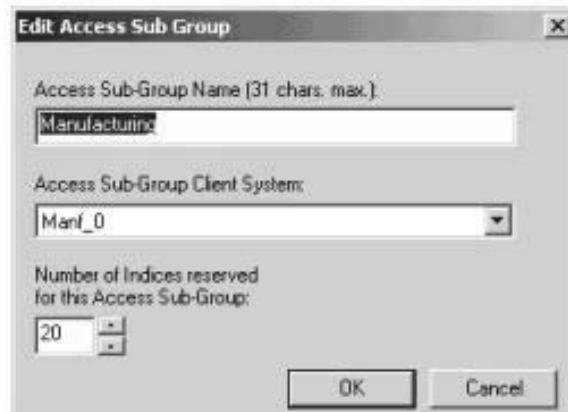 Edit Access Sub Group
Access Sub-Group Name (31 chars. max.):
Manufacturing
Access Sub-Group Client System:
Manf_0
Number of Indices reserved
for this Access Sub-Group:
20
OK Cancel